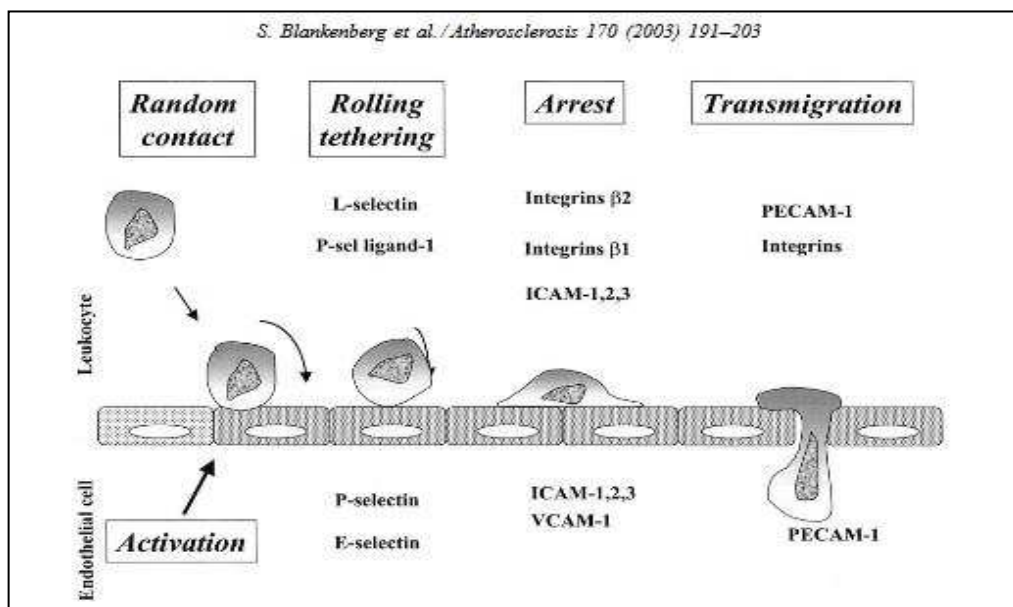 S. Blankenberg et al. / Atherosclerosis 170 (2003) 191–203
Random
contact
Rolling
tethering
Arrest
Transmigration
L-selectin
P-sel ligand-1
Integrins β2
Integrins β1
ICAM-1,2,3
PECAM-1
Integrins
Leukocyte
Endothelial cell
Activation
P-selectin
E-selectin
ICAM-1,2,3
VCAM-1
PECAM-1